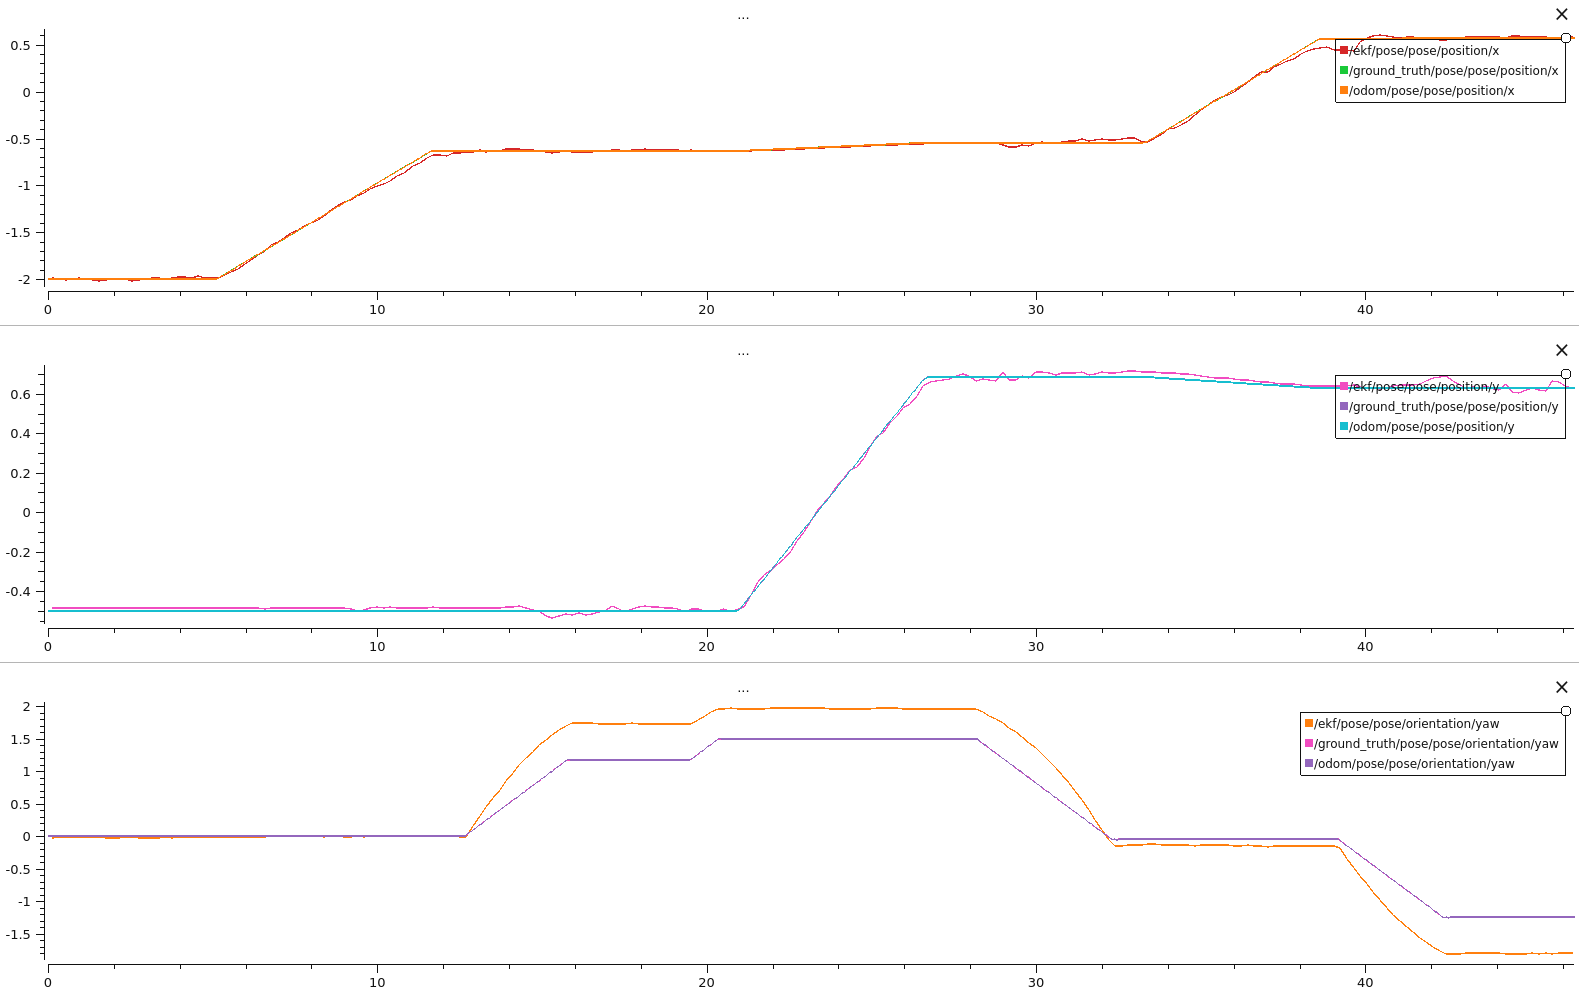 ...
0.5
/ekf/pose/pose/position/x
/ground_truth/pose/pose/position/x
/odom/pose/pose/position/x
0
-0.5
-1
-1.5
-2
0 10 20 30 40
...
0.6
/ekf/pose/pose/position/y
/ground_truth/pose/pose/position/y
/odom/pose/pose/position/y
0.4
0.2
0
-0.2
-0.4
0 10 20 30 40
...
2
/ekf/pose/pose/orientation/yaw
/ground_truth/pose/pose/orientation/yaw
/odom/pose/pose/orientation/yaw
1.5
1
0.5
0
-0.5
-1
-1.5
0 10 20 30 40